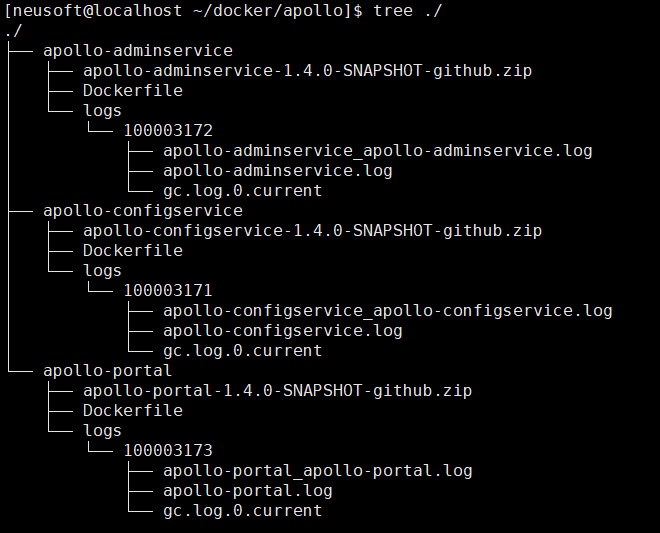 [neusoft@localhost ~/docker/apollo]$ tree ./
./
├── apollo-adminservice
│   ├── apollo-adminservice-1.4.0-SNAPSHOT-github.zip
│   ├── Dockerfile
│   └── logs
│       └── 100003172
│           ├── apollo-adminservice_apollo-adminservice.log
│           ├── apollo-adminservice.log
│           └── gc.log.0.current
├── apollo-configservice
│   ├── apollo-configservice-1.4.0-SNAPSHOT-github.zip
│   ├── Dockerfile
│   └── logs
│       └── 100003171
│           ├── apollo-configservice_apollo-configservice.log
│           ├── apollo-configservice.log
│           └── gc.log.0.current
└── apollo-portal
    ├── apollo-portal-1.4.0-SNAPSHOT-github.zip
    ├── Dockerfile
    └── logs
        └── 100003173
            ├── apollo-portal_apollo-portal.log
            ├── apollo-portal.log
            └── gc.log.0.current